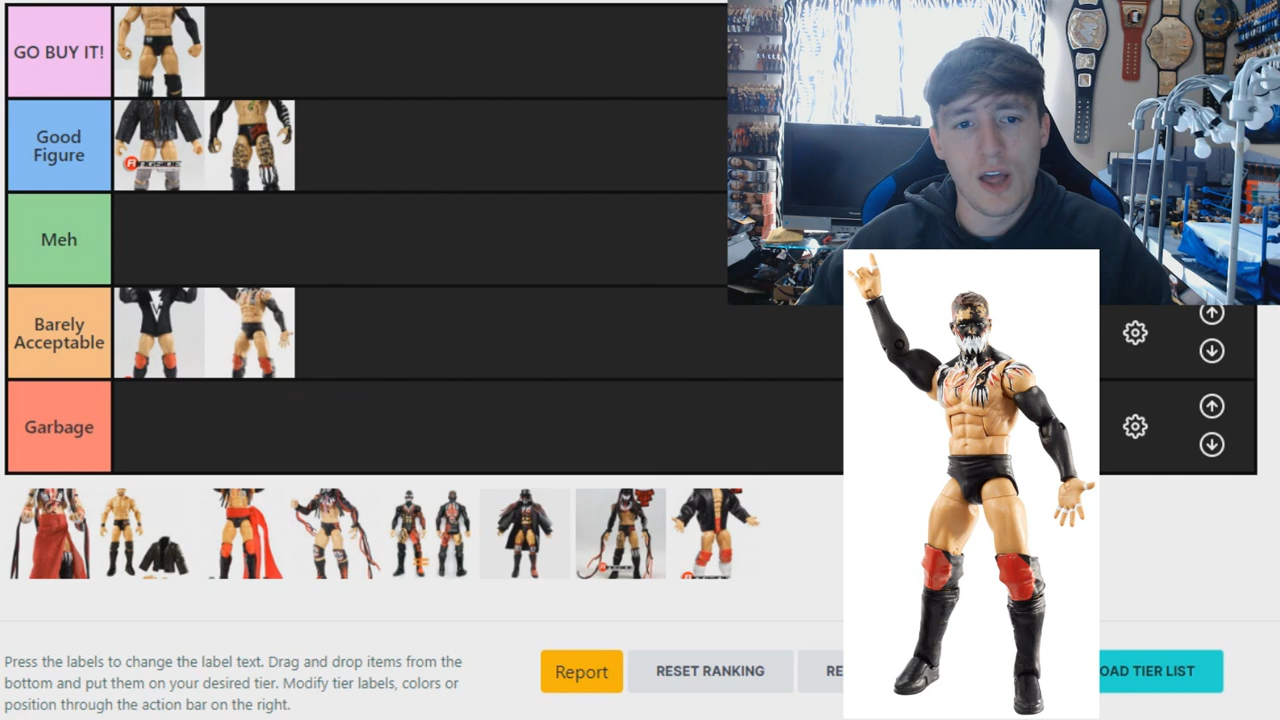 GO BUY IT!
Good
Figure
RINGSIDE
Meh
Barely
Acceptable
Garbage
Press the labels to change the label text. Drag and drop items from the
bottom and put them on your desired tier. Modify tier labels, colors or
position through the action bar on the right.
Report
RESET RANKING
RE
OAD TIER LIST